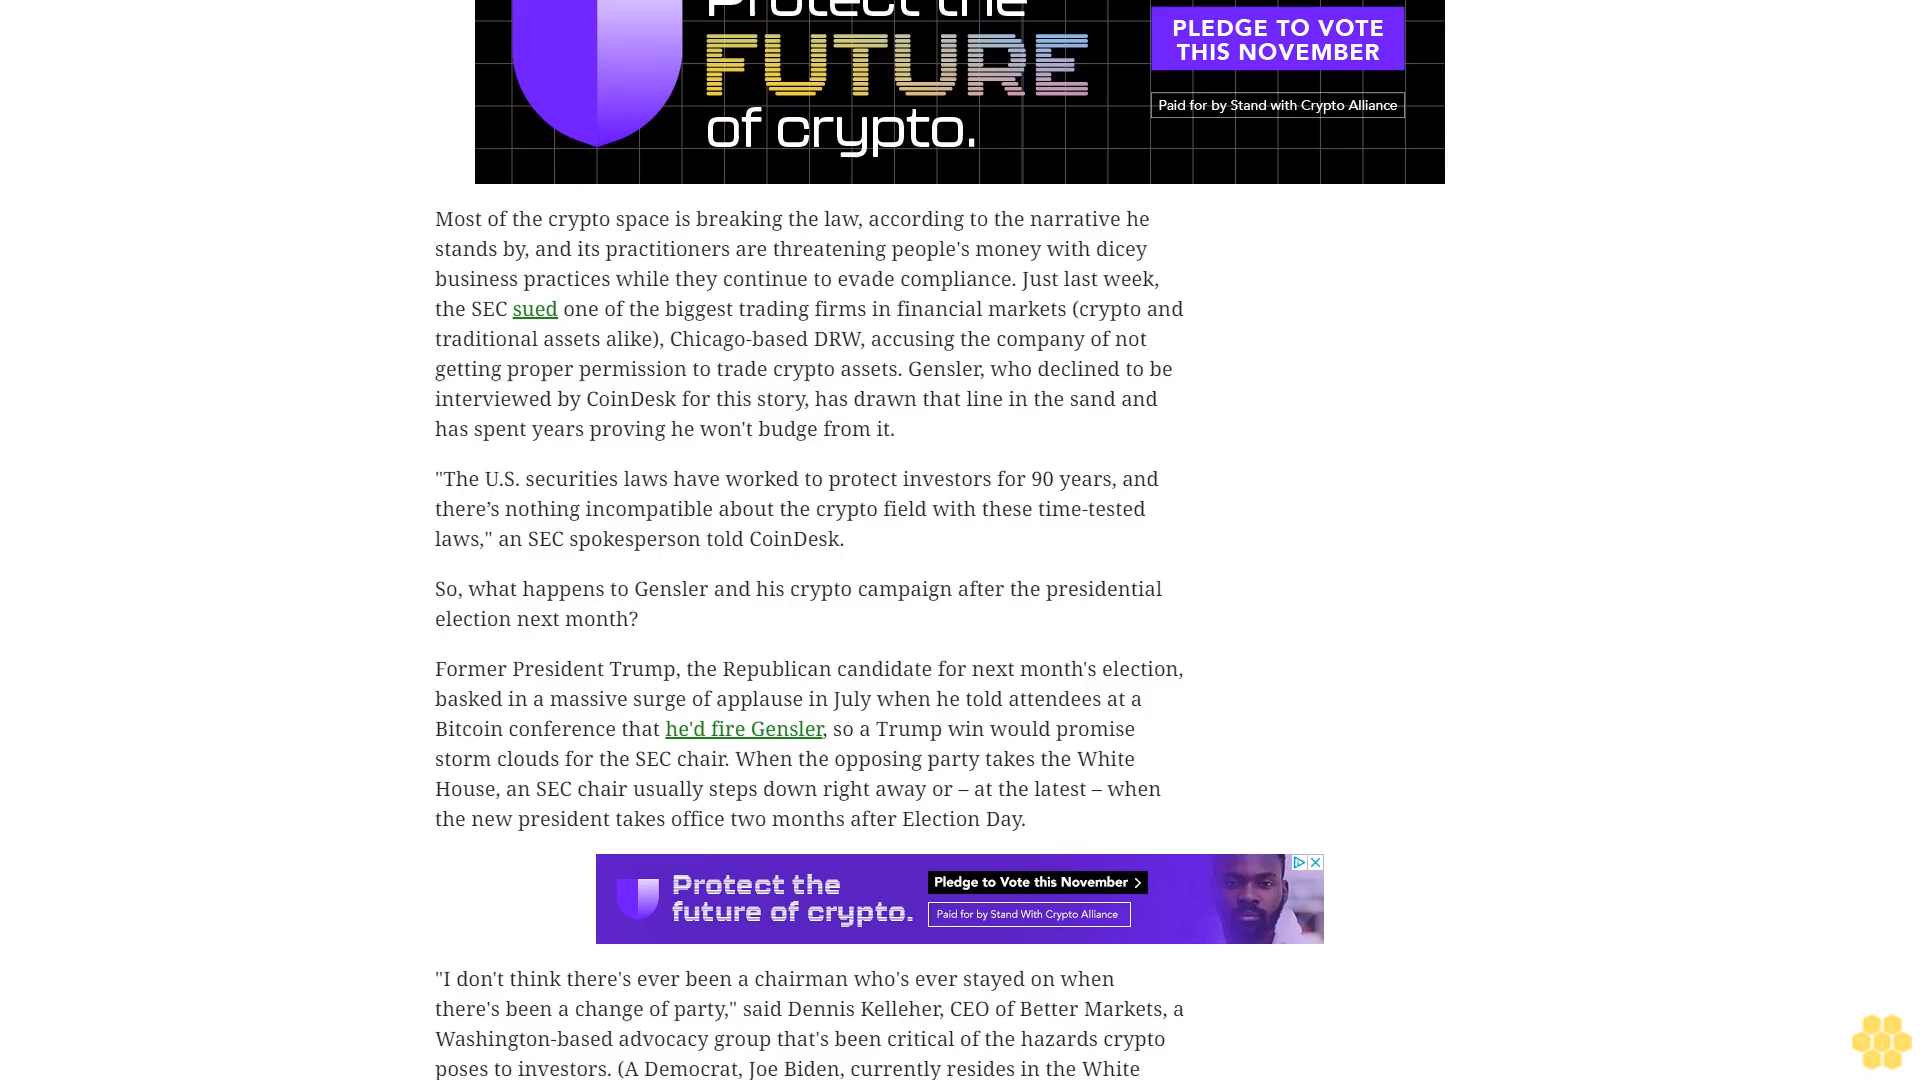 Protect the
FUTURE
of crypto.
PLEDGE TO VOTE
THIS NOVEMBER
Paid for by Stand with Crypto Alliance
Most of the crypto space is breaking the law, according to the narrative he
stands by, and its practitioners are threatening people's money with dicey
business practices while they continue to evade compliance. Just last week,
the SEC sued one of the biggest trading firms in financial markets (crypto and
traditional assets alike), Chicago-based DRW, accusing the company of not
getting proper permission to trade crypto assets. Gensler, who declined to be
interviewed by CoinDesk for this story, has drawn that line in the sand and
has spent years proving he won't budge from it.
"The U.S. securities laws have worked to protect investors for 90 years, and
there’s nothing incompatible about the crypto field with these time-tested
laws," an SEC spokesperson told CoinDesk.
So, what happens to Gensler and his crypto campaign after the presidential
election next month?
Former President Trump, the Republican candidate for next month's election,
basked in a massive surge of applause in July when he told attendees at a
Bitcoin conference that he'd fire Gensler, so a Trump win would promise
storm clouds for the SEC chair. When the opposing party takes the White
House, an SEC chair usually steps down right away or – at the latest – when
the new president takes office two months after Election Day.
Protect the
future of crypto.
Pledge to Vote this November >
Paid for by Stand With Crypto Alliance
"I don't think there's ever been a chairman who's ever stayed on when
there's been a change of party," said Dennis Kelleher, CEO of Better Markets, a
Washington-based advocacy group that's been critical of the hazards crypto
poses to investors. (A Democrat, Joe Biden, currently resides in the White